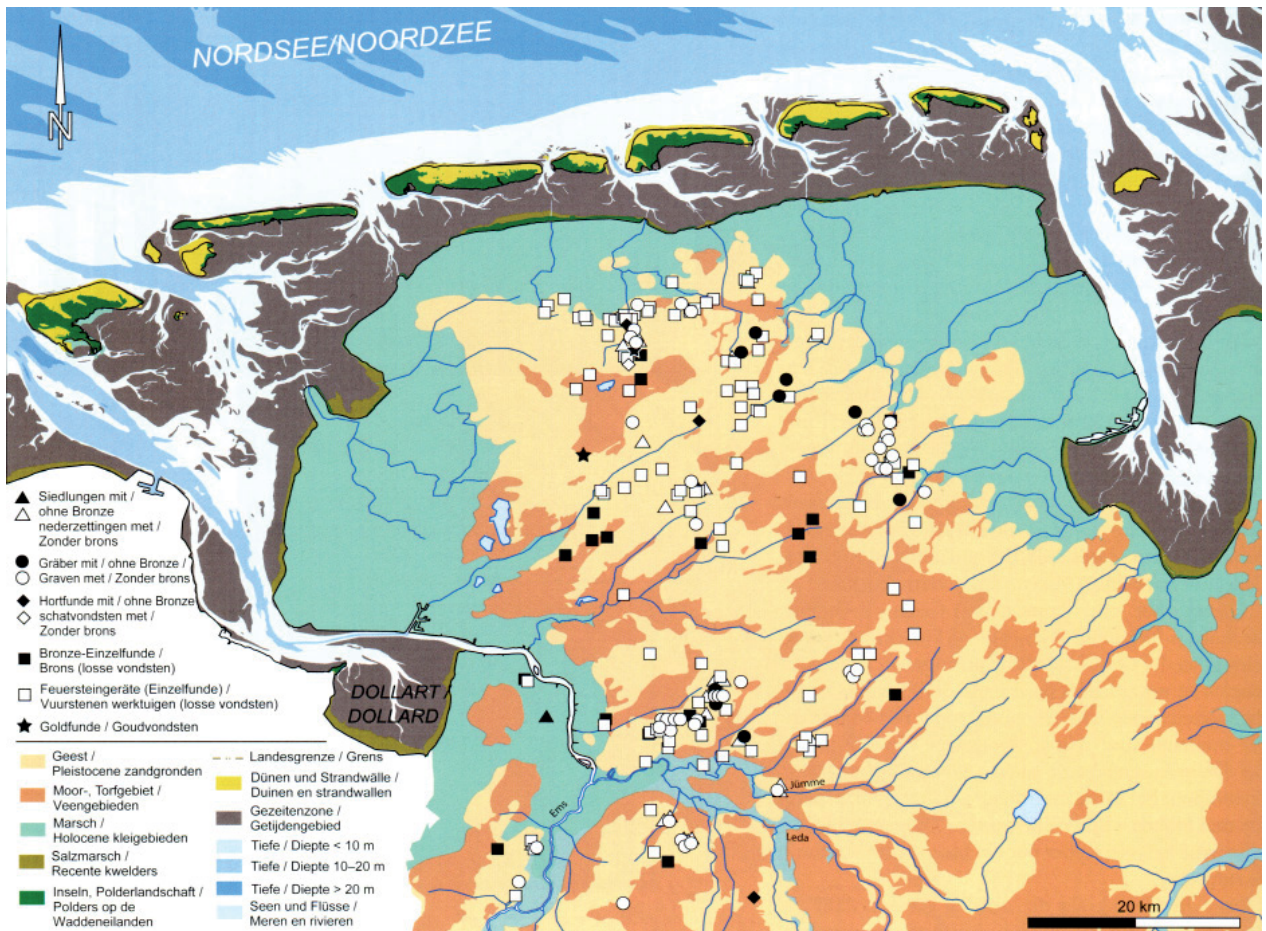 NORDSEE/NOORDZEE
N
DOLLART /
DOLLARD
Siedlungen mit /
ohne Bronze
nederzettingen met /
Zonder brons
Gräber mit / ohne Bronze /
Graven met / Zonder brons
Hortfunde mit / ohne Bronze
schatvondsten met /
Zonder brons
Bronze-Einzelfunde /
Brons (losse vondsten)
Feuersteingeräte (Einzelfunde) /
Vuurstenen werktuigen (losse vondsten)
Goldfunde / Goudvondsten
Geest /
Pleistocene zandgronden
Moor-, Torfgebiet /
Veengebieden
Marsch /
Holocene kleigebieden
Salzmarsch /
Recente kwelders
Inseln, Polderlandschaft /
Polders op de
Waddeneilanden
Landesgrenze / Grens
Dünen und Strandwälle /
Duinen en strandwallen
Gezeitenzone /
Getijdengebied
Tiefe / Diepte < 10 m
Tiefe / Diepte 10–20 m
Tiefe / Diepte > 20 m
Seen und Flüsse /
Meren en rivieren
Ems
Jümme
Leda
20 km